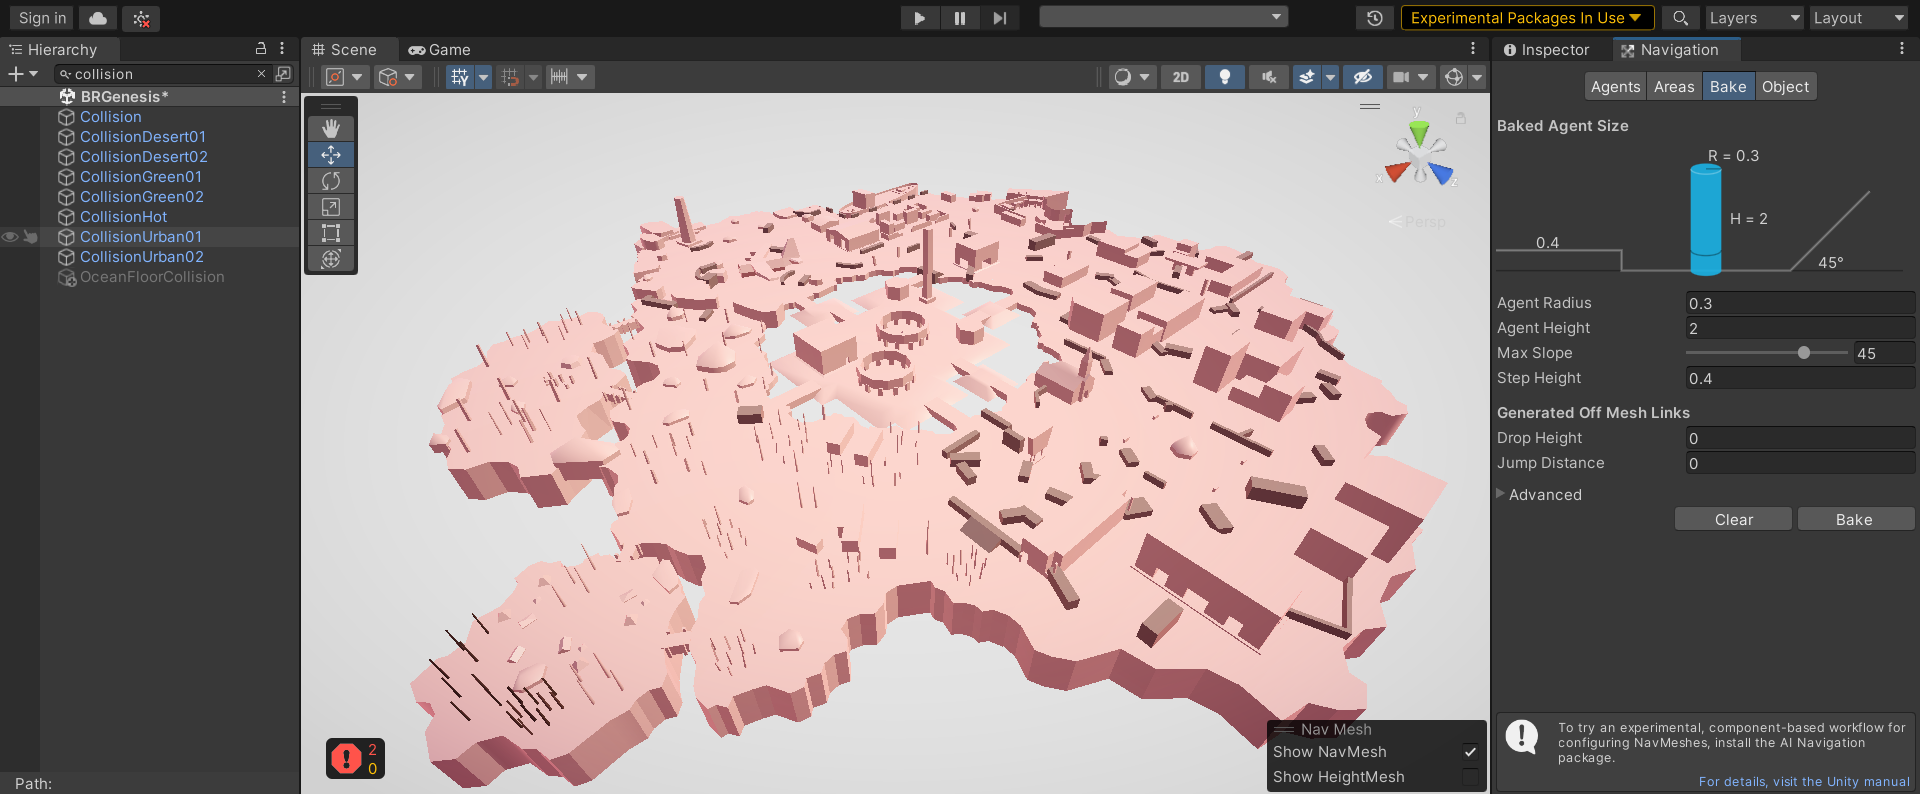 Sign in
Experimental Packages In Use
Layers
Layout
Hierarchy
Scene
Game
Inspector
Navigation
collision
2D
Agents
Areas
Bake
Object
BRGenesis*
Collision
CollisionDesert01
CollisionDesert02
CollisionGreen01
CollisionGreen02
CollisionHot
CollisionUrban01
CollisionUrban02
OceanFloorCollision
y
x
z
Persp
Baked Agent Size
R = 0.3
H = 2
0.4
45°
Agent Radius
0.3
Agent Height
2
Max Slope
45
Step Height
0.4
Generated Off Mesh Links
Drop Height
0
Jump Distance
0
Advanced
Clear
Bake
Nav Mesh
Show NavMesh
Show HeightMesh
2
0
To try an experimental, component-based workflow for
configuring NavMeshes, install the AI Navigation
package.
For details, visit the Unity manual
Path: